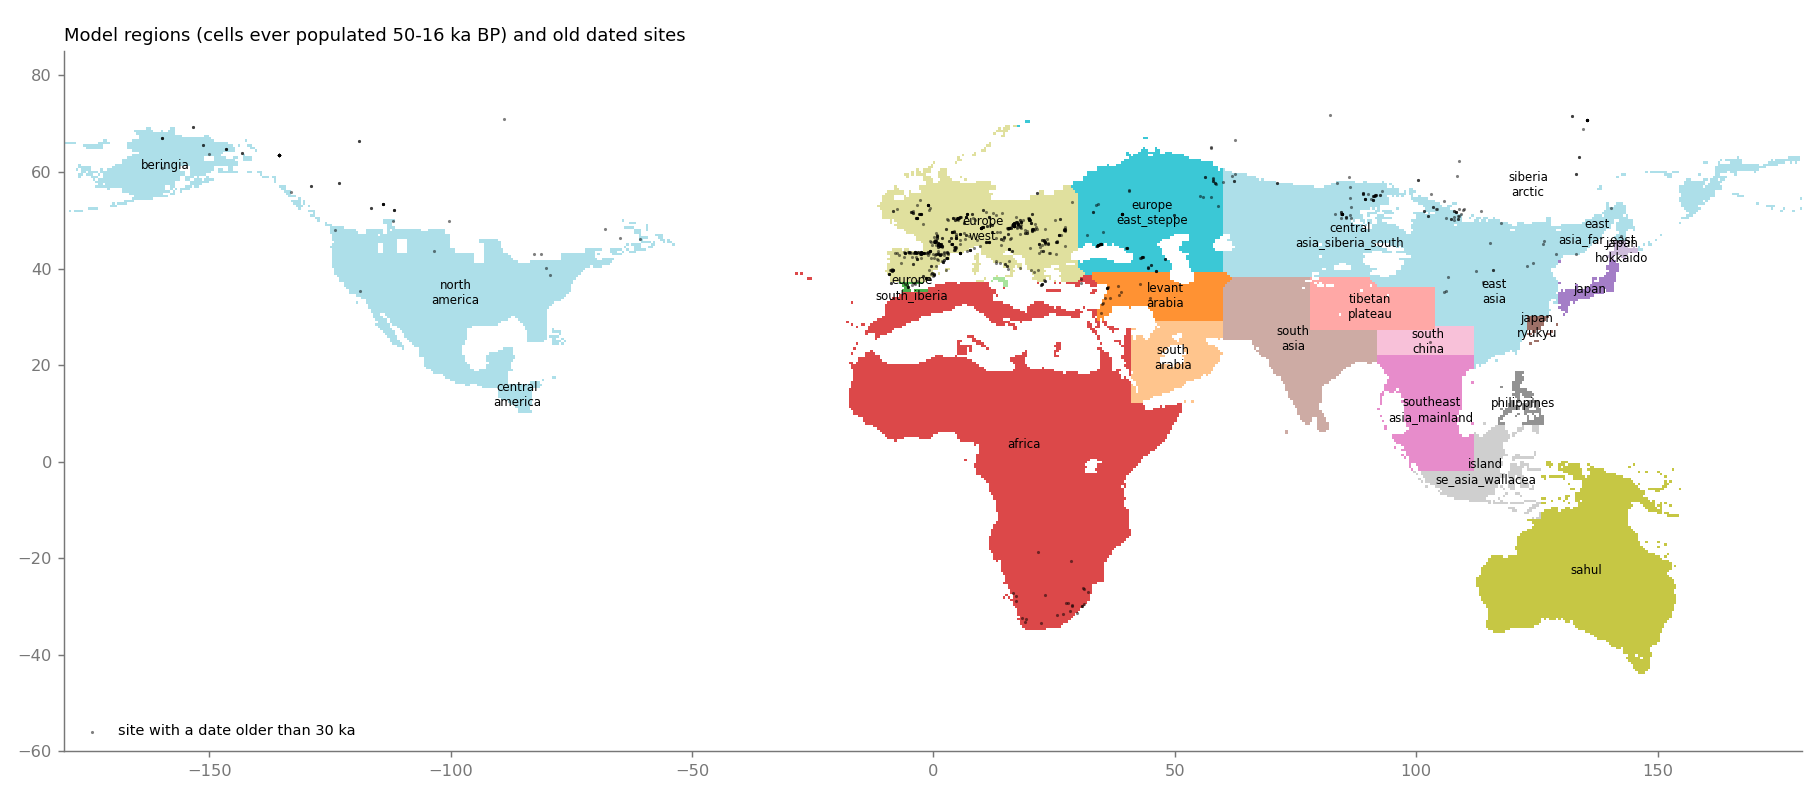 Model regions (cells ever populated 50-16 ka BP) and old dated sites
80
60
40
20
0
−20
−40
−60
beringia
siberia
arctic
europe
west
europe
east_steppe
central
asia_siberia_south
east
asia_far_east
japan
hokkaido
north
america
europe
south_iberia
levant
arabia
tibetan
plateau
east
asia
japan
japan
ryukyu
south
asia
south
china
south
arabia
central
america
southeast
asia_mainland
philippines
africa
island
se_asia_wallacea
sahul
site with a date older than 30 ka
−150
−100
−50
0
50
100
150